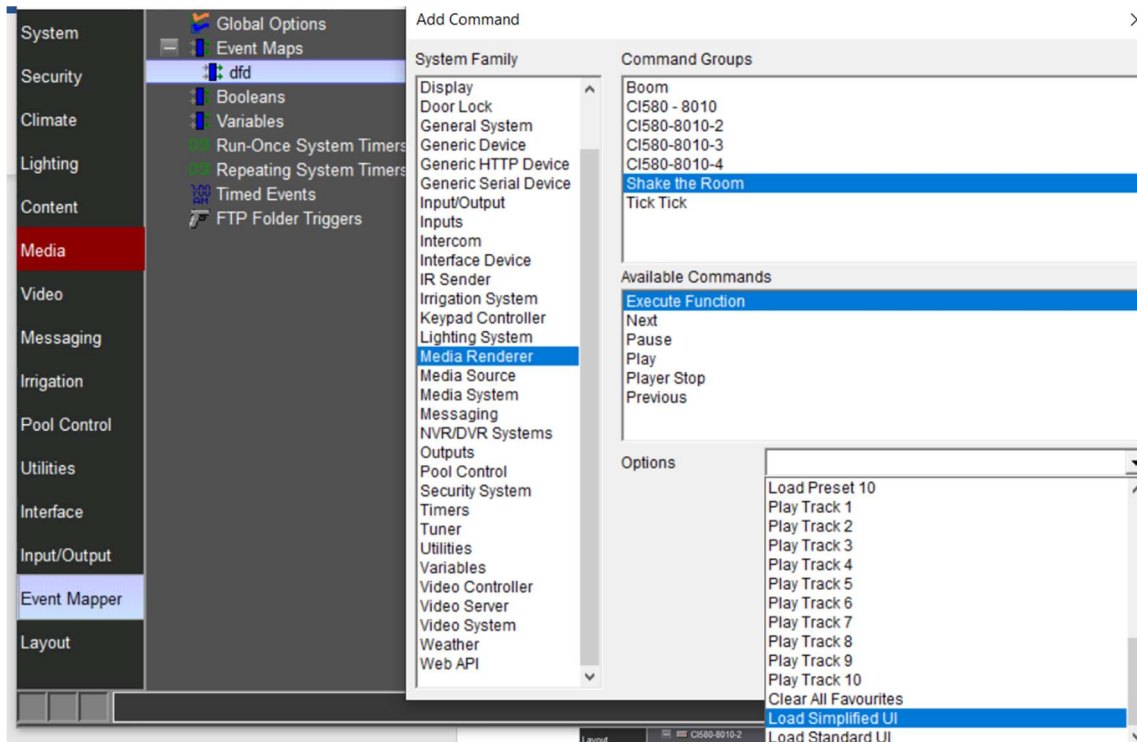 System
Security
Climate
Lighting
Content
Media
Video
Messaging
Irrigation
Pool Control
Utilities
Interface
Input/Output
Event Mapper
Layout
Global Options
Event Maps
dfd
Booleans
Variables
Run-Once System Timers
Repeating System Timers
Timed Events
FTP Folder Triggers
Add Command
System Family
Display
Door Lock
General System
Generic Device
Generic HTTP Device
Generic Serial Device
Input/Output
Inputs
Intercom
Interface Device
IR Sender
Irrigation System
Keypad Controller
Lighting System
Media Renderer
Media Source
Media System
Messaging
NVR/DVR Systems
Outputs
Pool Control
Security System
Timers
Tuner
Utilities
Variables
Video Controller
Video Server
Video System
Weather
Web API
Command Groups
Boom
CI580 - 8010
CI580-8010-2
CI580-8010-3
CI580-8010-4
Shake the Room
Tick Tick
Available Commands
Execute Function
Next
Pause
Play
Player Stop
Previous
Options
Load Preset 10
Play Track 1
Play Track 2
Play Track 3
Play Track 4
Play Track 5
Play Track 6
Play Track 7
Play Track 8
Play Track 9
Play Track 10
Clear All Favourites
Load Simplified UI
Load Standard UI
Layout
CI580-8010-2